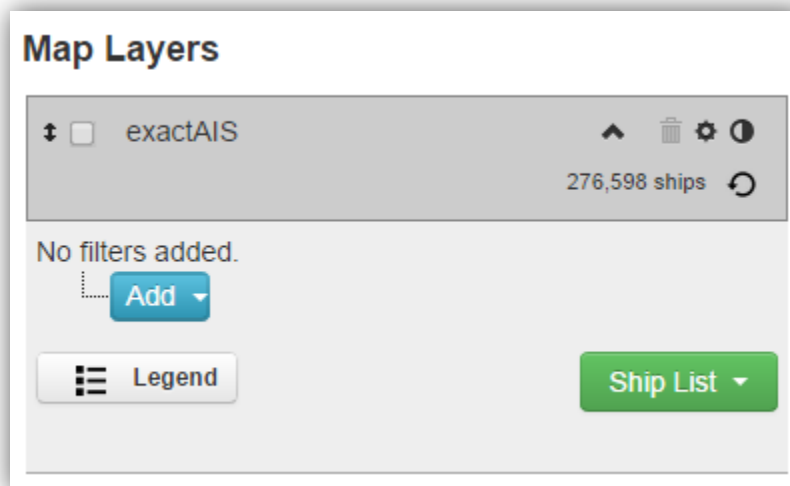 Map Layers
exactAIS
276,598 ships
No filters added.
Add
Legend
Ship List